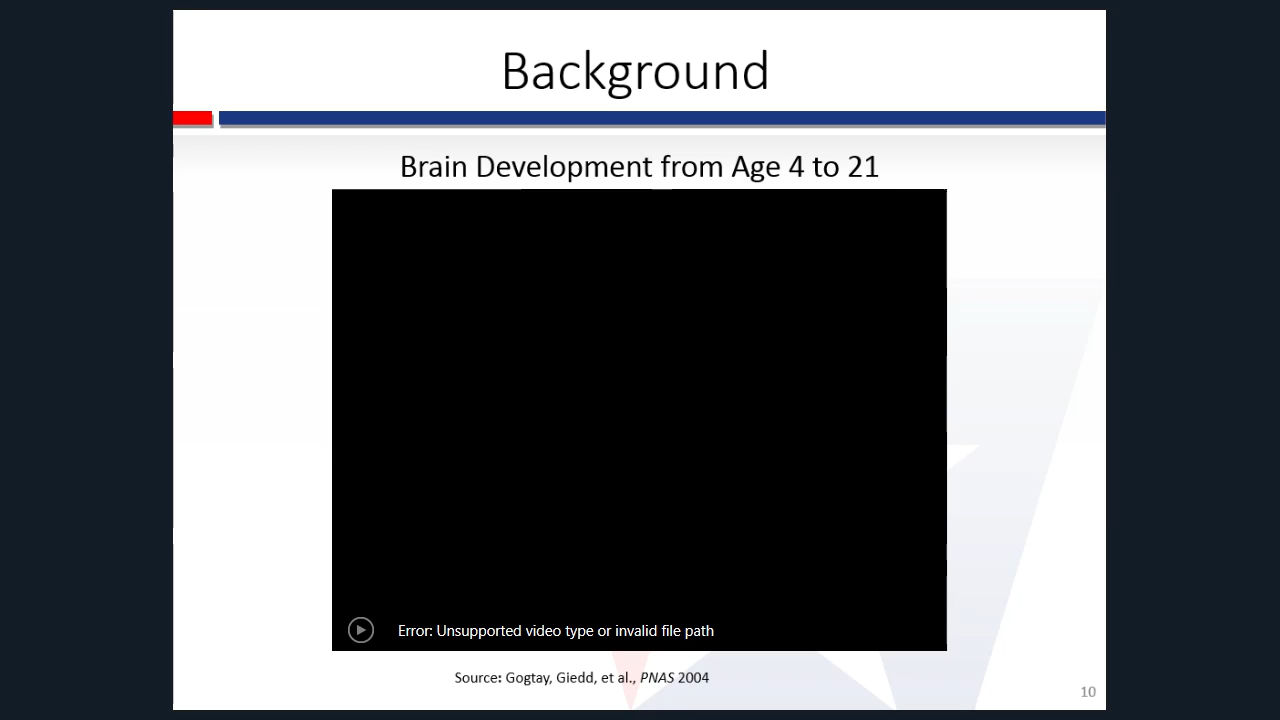 Background
Brain Development from Age 4 to 21
Error: Unsupported video type or invalid file path
Source: Gogtay, Giedd, et al., PNAS 2004
10